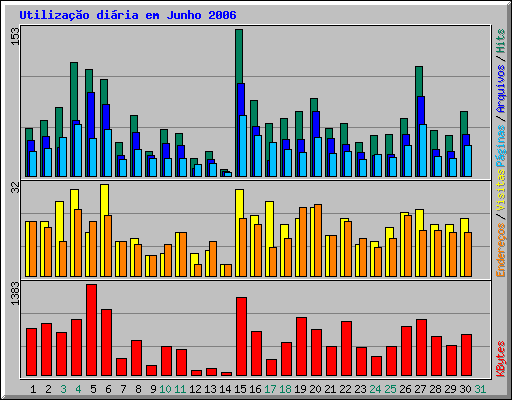 Utilização diária em Junho 2006
153
32
1383
KBytes
Endereços / Visitas
Páginas / Arquivos / Hits
1 2 3 4 5 6 7 8 9 10 11 12 13 14 15 16 17 18 19 20 21 22 23 24 25 26 27 28 29 30 31